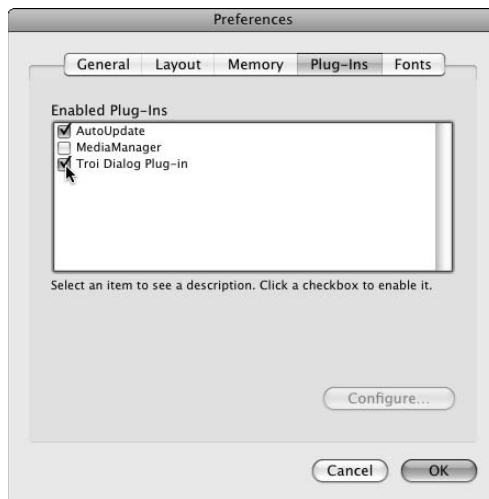 Preferences
General Layout Memory Plug-Ins Fonts
Enabled Plug-Ins
AutoUpdate
MediaManager
Troi Dialog Plug-in
Select an item to see a description. Click a checkbox to enable it.
Configure...
Cancel OK